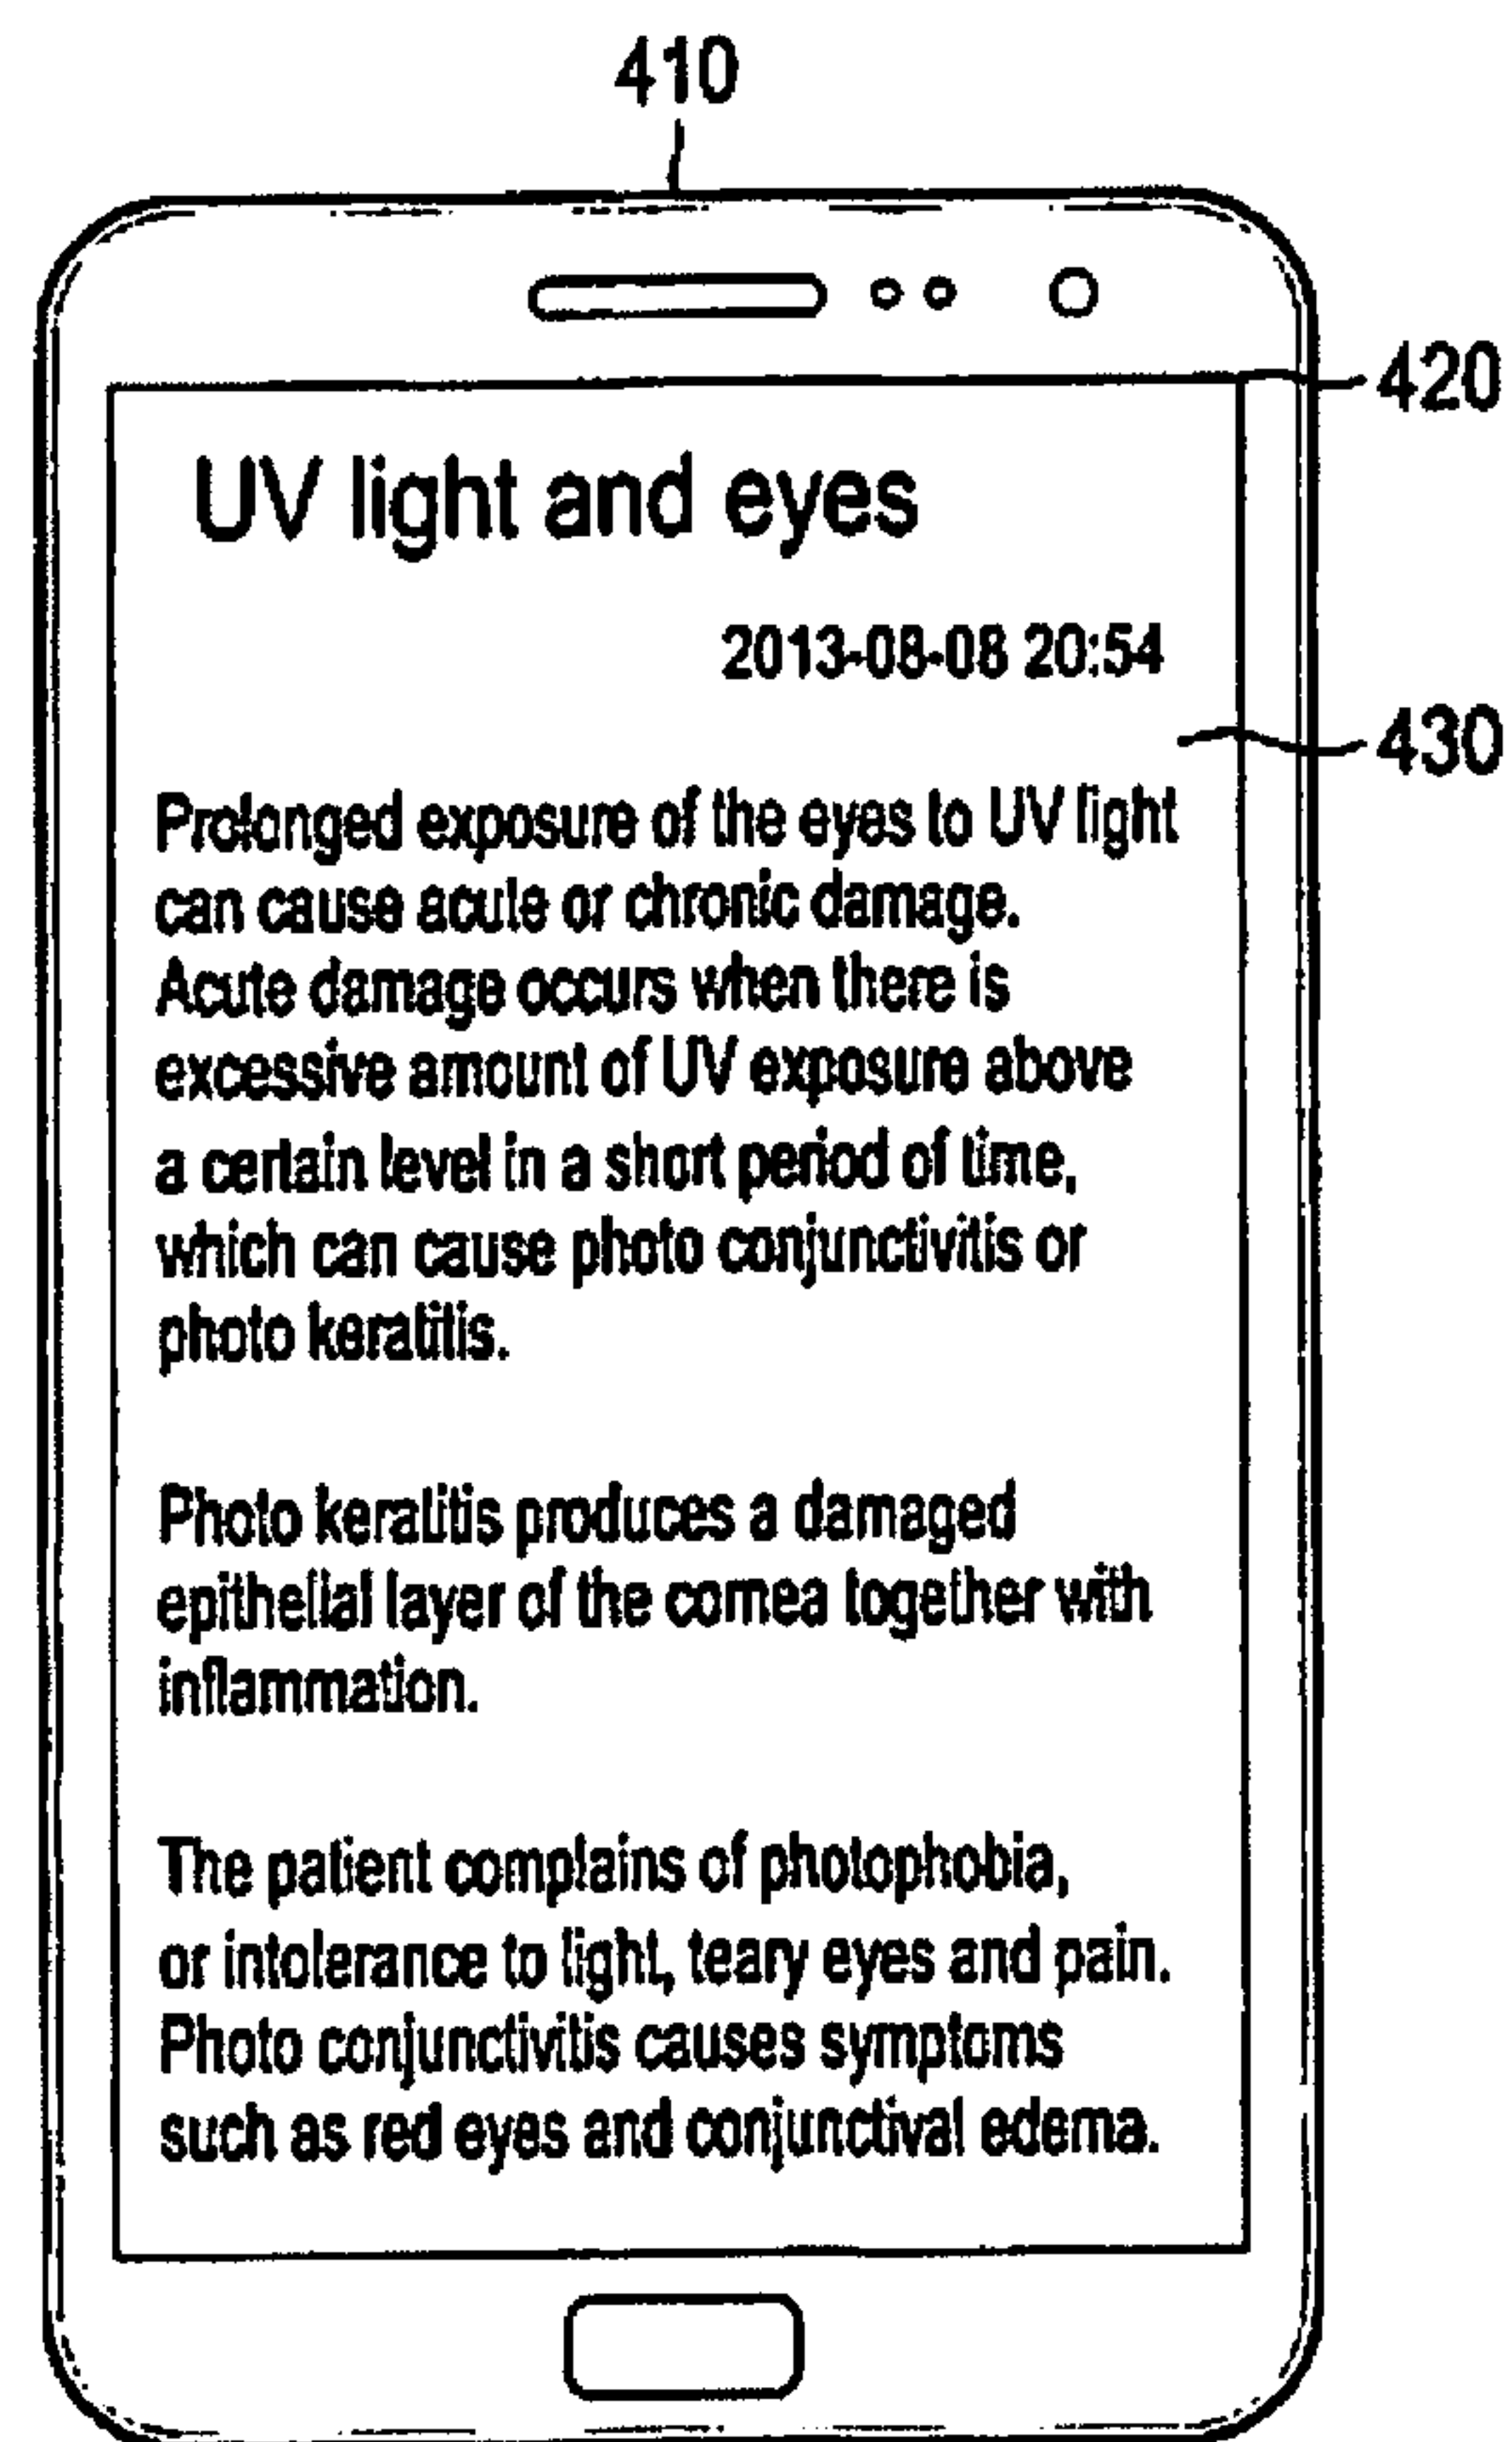 410
420
UV light and eyes
2013-08-08 20:54
430
Prolonged exposure of the eyes to UV light
can cause acute or chronic damage.
Acute damage occurs when there is
excessive amount of UV exposure above
a certain level in a short period of time,
which can cause photo conjunctivitis or
photo keratitis.
Photo keratitis produces a damaged
epithelial layer of the cornea together with
inflammation.
The patient complains of photophobia,
or intolerance to light, teary eyes and pain.
Photo conjunctivitis causes symptoms
such as red eyes and conjunctival edema.